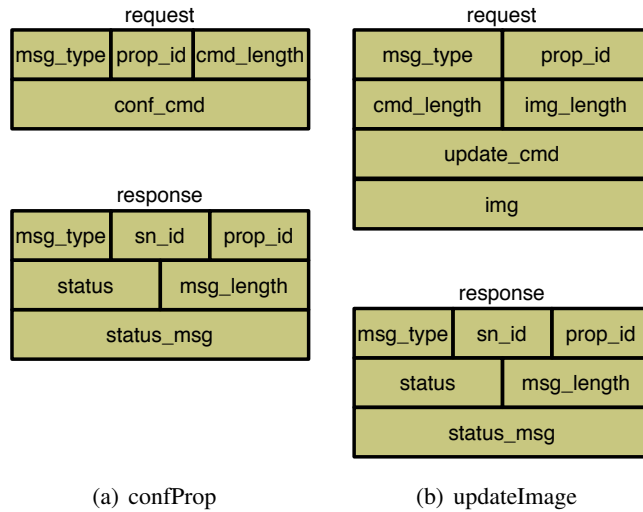 request
msg_type prop_id cmd_length
conf_cmd
response
msg_type sn_id prop_id
status msg_length
status_msg
(a) confProp
request
msg_type prop_id
cmd_length img_length
update_cmd
img
response
msg_type sn_id prop_id
status msg_length
status_msg
(b) updateImage